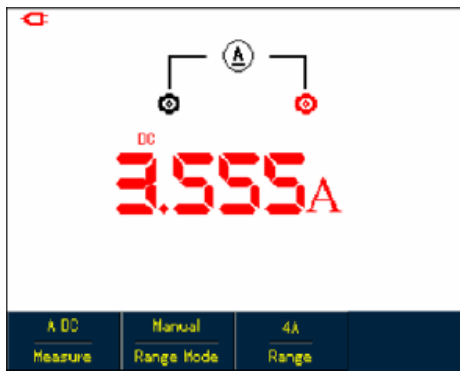 A
DC
3.555A
A DC
Manual
4A
Measure
Range Mode
Range